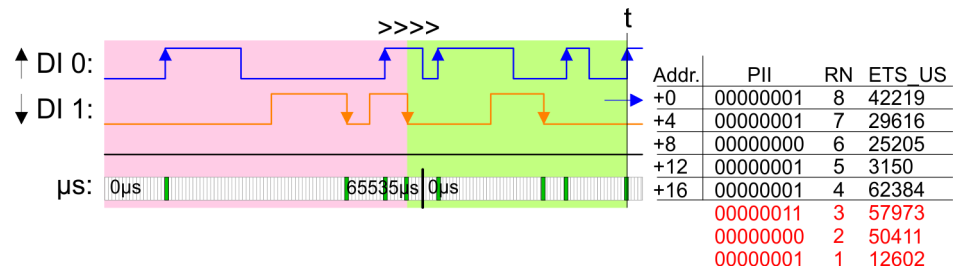 >>>> t
DI 0:
DI 1:
µs: 0µs 65535µs 0µs
Addr. PII RN ETS_US
+0 00000001 8 42219
+4 00000001 7 29616
+8 00000000 6 25205
+12 00000001 5 3150
+16 00000001 4 62384
00000011 3 57973
00000000 2 50411
00000001 1 12602